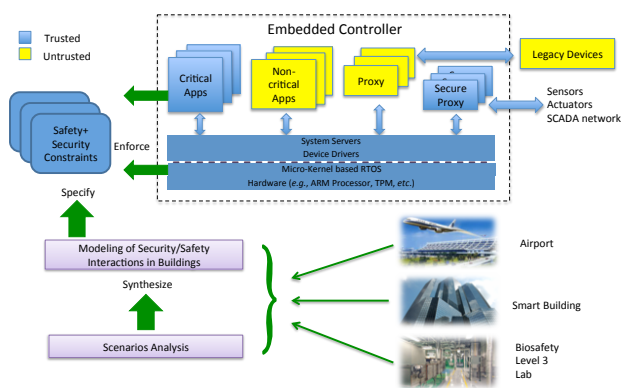 Trusted
Untrusted
Embedded Controller
Critical
Apps
Non-
critical
Apps
Proxy
Secure
Proxy
Legacy Devices
Sensors
Actuators
SCADA network
Safety+
Security
Constraints
Enforce
System Servers
Device Drivers
Micro-Kernel based RTOS
Hardware (e.g., ARM Processor, TPM, etc.)
Specify
Modeling of Security/Safety
Interactions in Buildings
Synthesize
Scenarios Analysis
Airport
Smart Building
Biosafety
Level 3
Lab